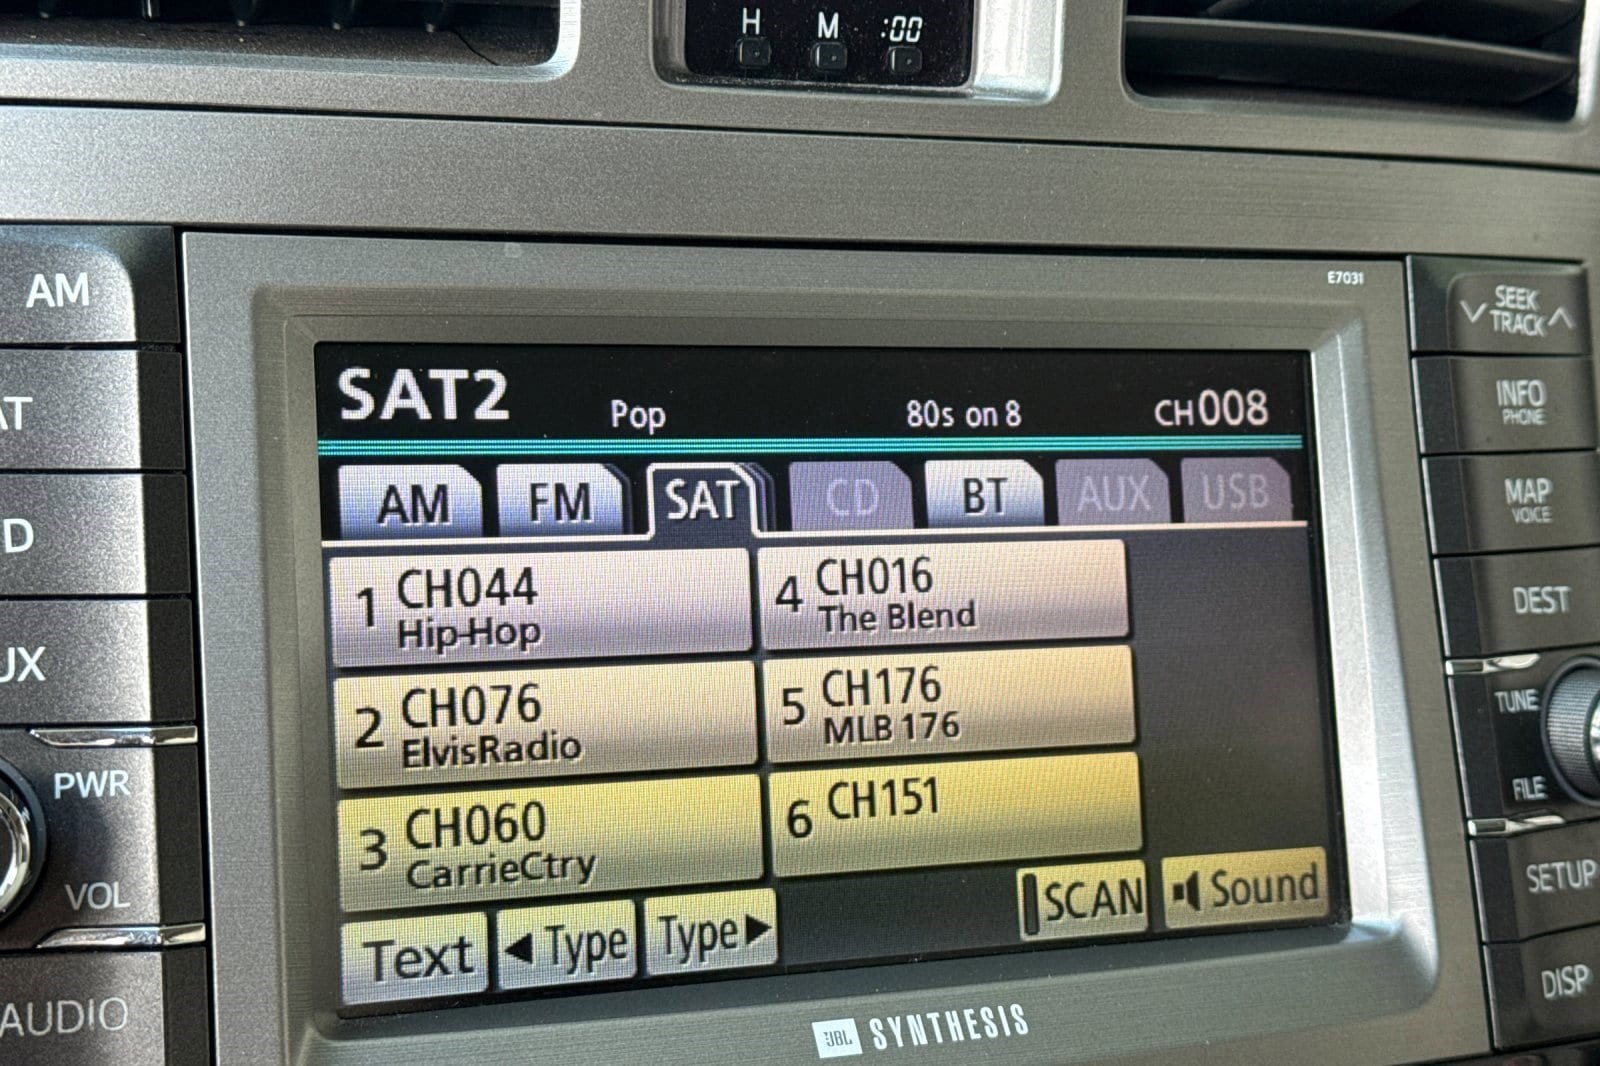 H M :00
AM
E7031
SEEK
TRACK
SAT2 Pop 80s on 8 CH008
INFO
PHONE
AM FM SAT CD BT AUX USB
MAP
VOICE
1 CH044
Hip-Hop
4 CH016
The Blend
DEST
2 CH076
ElvisRadio
5 CH176
MLB 176
TUNE
FILE
PWR
VOL
3 CH060
CarrieCtry
6 CH151
SETUP
Text Type Type SCAN Sound
DISP
AUDIO
JBL SYNTHESIS